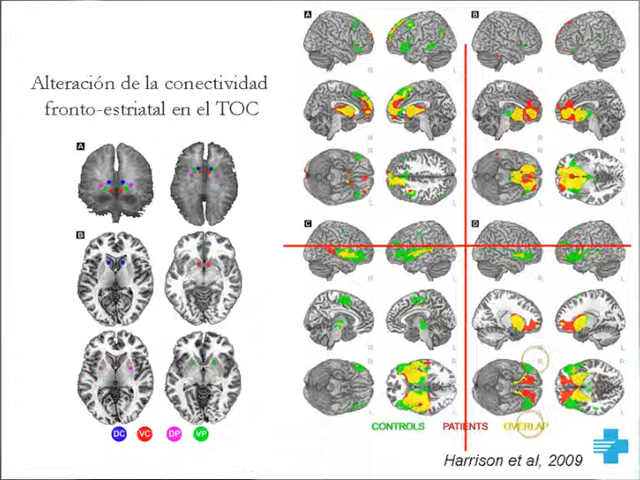 Alteración de la conectividad
fronto-estriatal en el TOC
A
B
DC VC DP VP
A
B
R
L
R
L
R
L
R
L
C
D
R
L
R
L
R
L
R
L
CONTROLS PATIENTS OVERLAP
Harrison et al, 2009